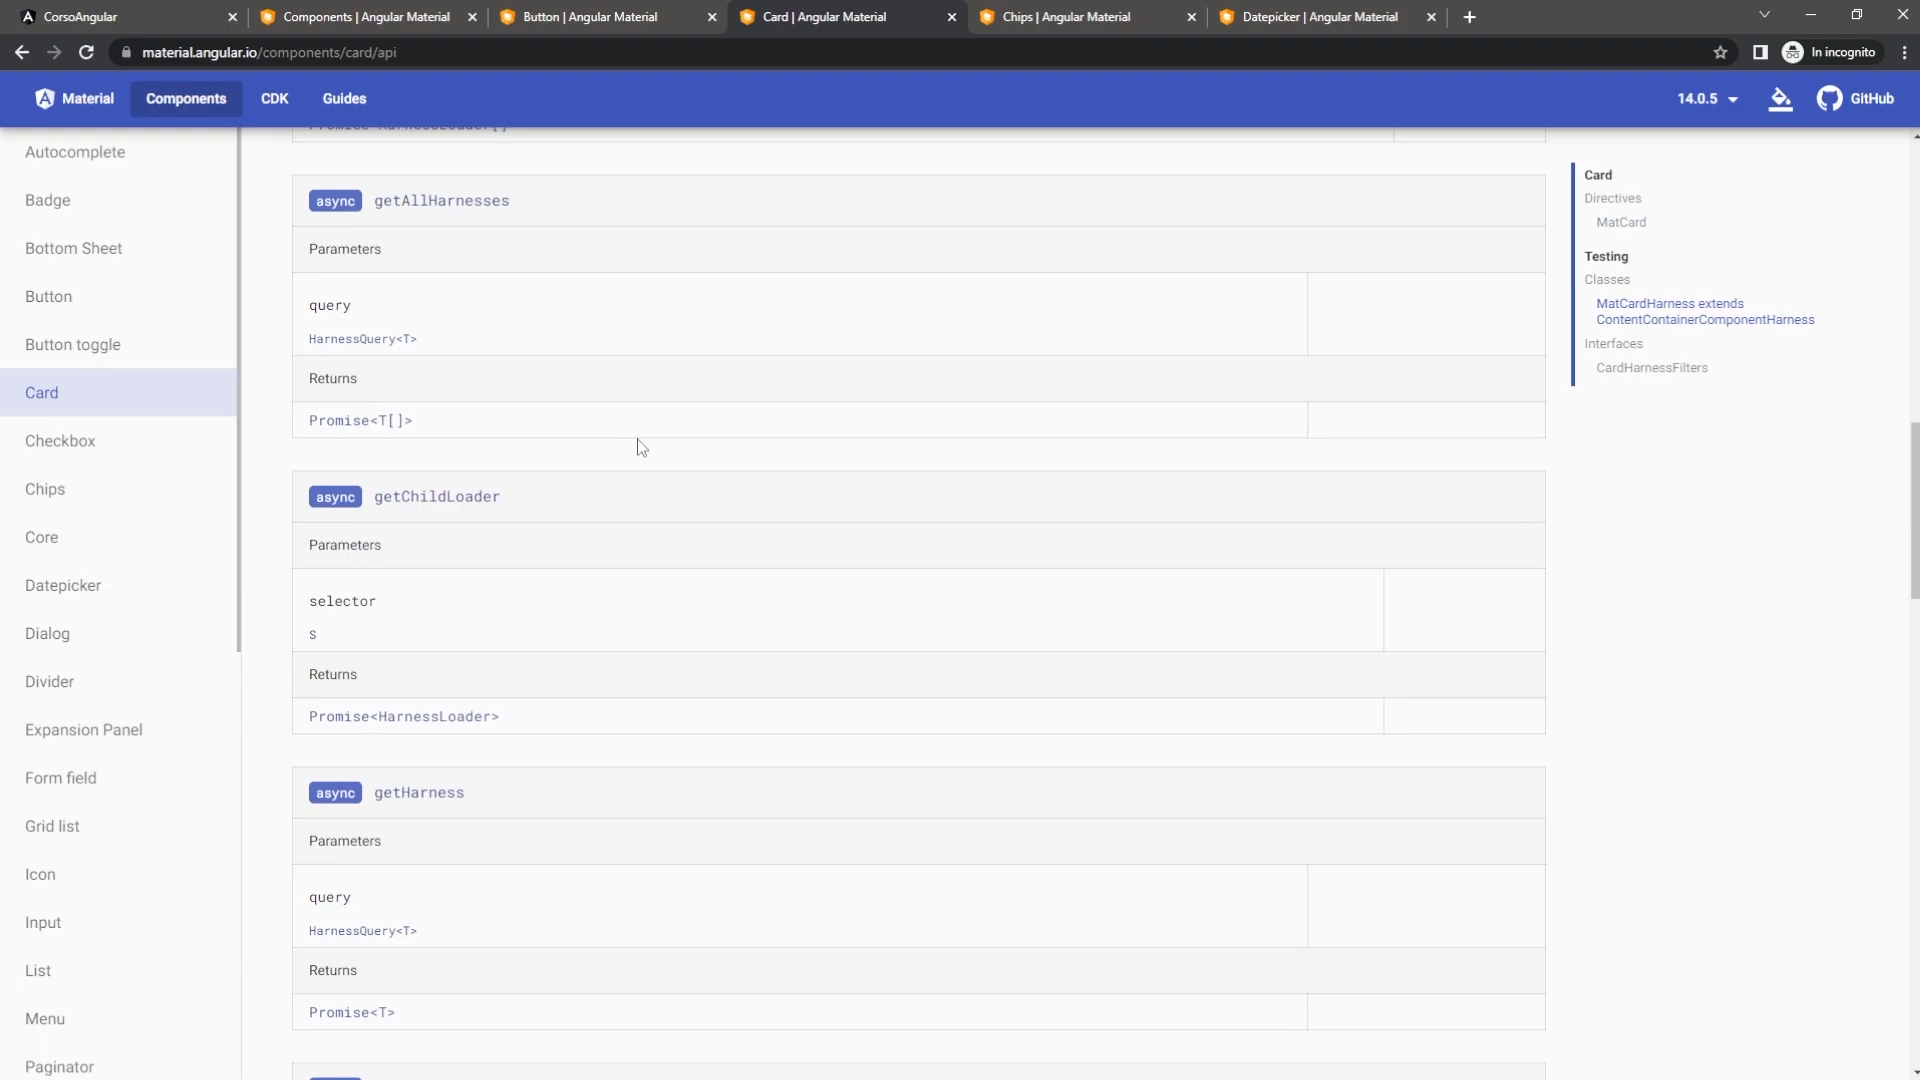 CorsoAngular
Components | Angular Material
Button | Angular Material
Card | Angular Material
Chips | Angular Material
Datepicker | Angular Material
material.angular.io/components/card/api
In incognito
Material
Components
CDK
Guides
14.0.5
GitHub
Autocomplete
Badge
Bottom Sheet
Button
Button toggle
Card
Checkbox
Chips
Core
Datepicker
Dialog
Divider
Expansion Panel
Form field
Grid list
Icon
Input
List
Menu
Paginator
Promise<HarnessLoader[]>
async getAllHarnesses
Parameters
query
HarnessQuery<T>
Returns
Promise<T[]>
async getChildLoader
Parameters
selector
S
Returns
Promise<HarnessLoader>
async getHarness
Parameters
query
HarnessQuery<T>
Returns
Promise<T>
Card
Directives
MatCard
Testing
Classes
MatCardHarness extends
ContentContainerComponentHarness
Interfaces
CardHarnessFilters